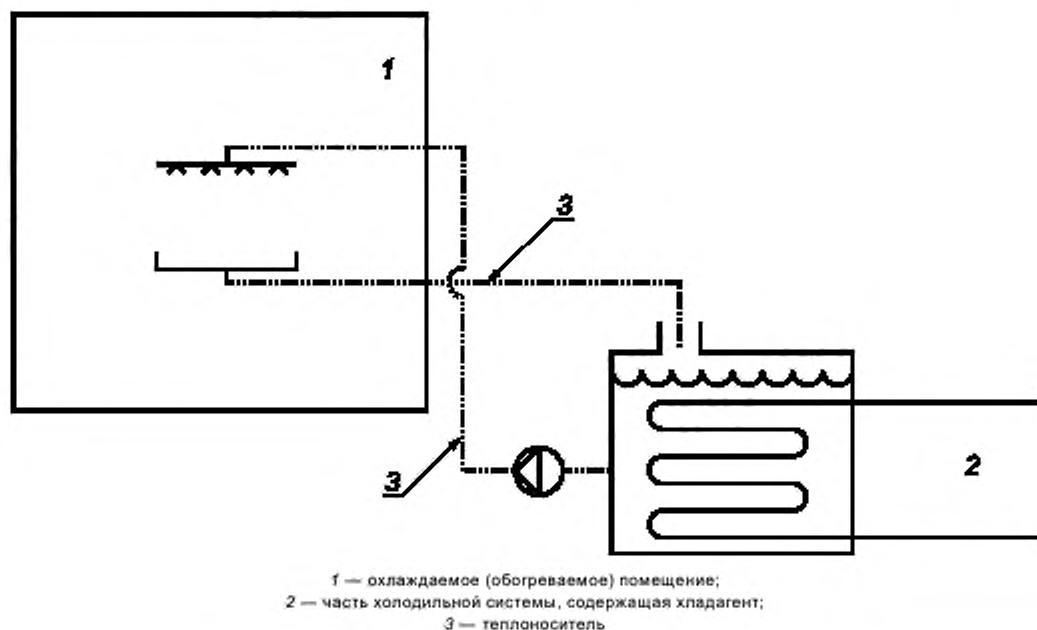 1
3
3
2
1 — охлаждаемое (обогреваемое) помещение;
2 — часть холодильной системы, содержащая хладагент;
3 — теплоноситель